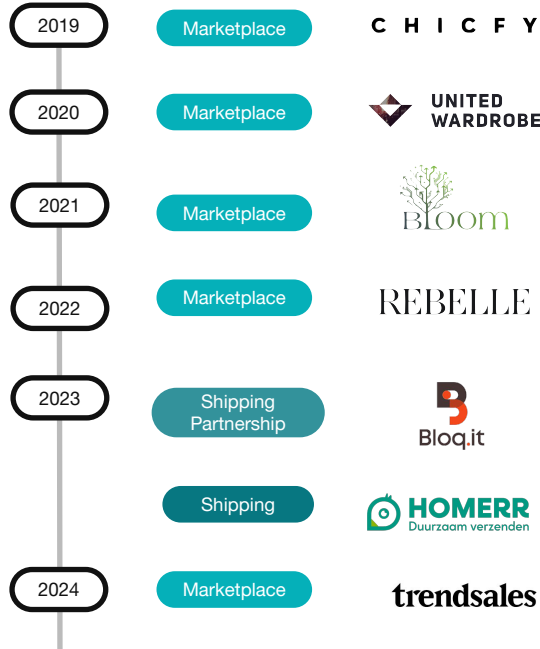 2019
Marketplace
CHICFY
2020
Marketplace
UNITED
WARDROBE
2021
Marketplace
BLOOM
2022
Marketplace
REBELLE
2023
Shipping
Partnership
Bloq.it
Shipping
HOMERR
Duurzaam verzenden
2024
Marketplace
trendsales